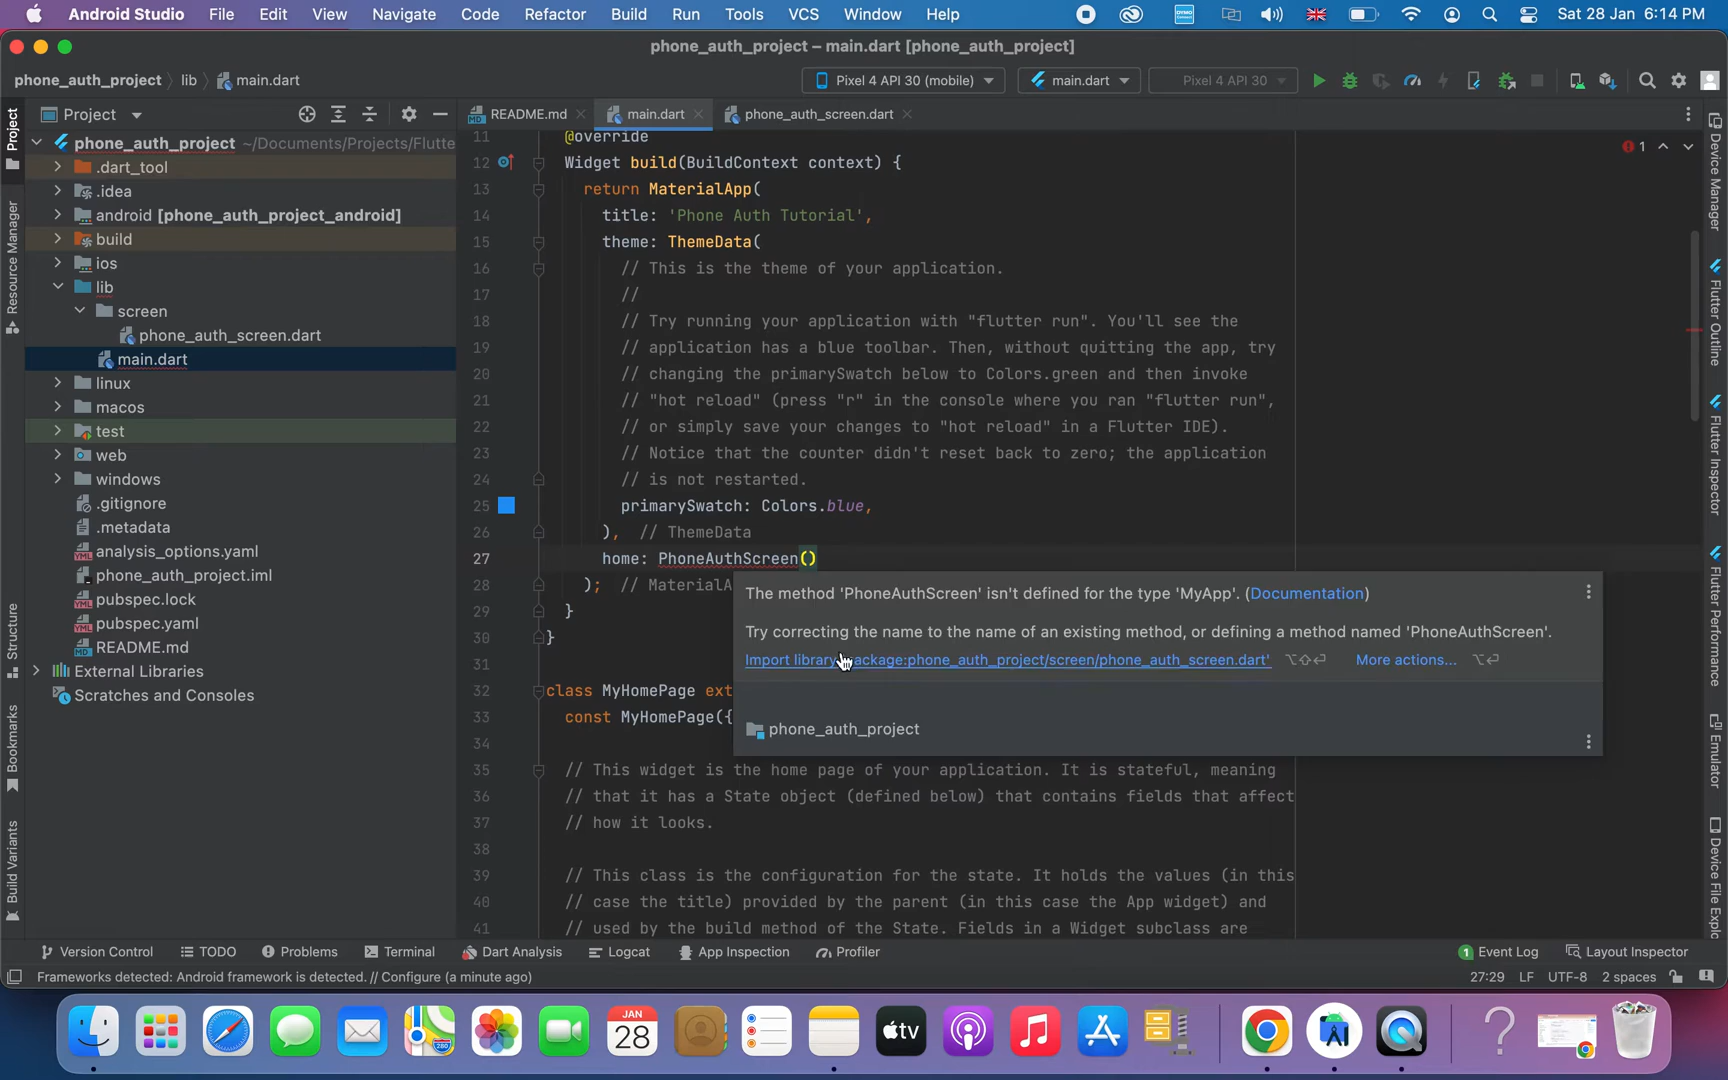 Android Studio File Edit View Navigate Code Refactor Build Run Tools VCS Window Help Sat 28 Jan 6:14 PM
phone_auth_project – main.dart [phone_auth_project]
phone_auth_project lib main.dart Pixel 4 API 30 (mobile) main.dart Pixel 4 API 30
Project README.md main.dart phone_auth_screen.dart
phone_auth_project ~/Documents/Projects/Flutte
.dart_tool
.idea
android [phone_auth_project_android]
build
ios
lib
screen
phone_auth_screen.dart
main.dart
linux
macos
test
web
windows
.gitignore
.metadata
analysis_options.yaml
phone_auth_project.iml
pubspec.lock
pubspec.yaml
README.md
External Libraries
Scratches and Consoles
Project
Resource Manager
Structure
Bookmarks
Build Variants
11 @override
12 Widget build(BuildContext context) {
13 return MaterialApp(
14 title: 'Phone Auth Tutorial',
15 theme: ThemeData(
16 // This is the theme of your application.
17 //
18 // Try running your application with "flutter run". You'll see the
19 // application has a blue toolbar. Then, without quitting the app, try
20 // changing the primarySwatch below to Colors.green and then invoke
21 // "hot reload" (press "r" in the console where you ran "flutter run",
22 // or simply save your changes to "hot reload" in a Flutter IDE).
23 // Notice that the counter didn't reset back to zero; the application
24 // is not restarted.
25 primarySwatch: Colors.blue,
26 ), // ThemeData
27 home: PhoneAuthScreen()
28 ); // MaterialA
29 }
30 }
31
32 class MyHomePage ext
33 const MyHomePage({
34
35 // This widget is the home page of your application. It is stateful, meaning
36 // that it has a State object (defined below) that contains fields that affect
37 // how it looks.
38
39 // This class is the configuration for the state. It holds the values (in this
40 // case the title) provided by the parent (in this case the App widget) and
41 // used by the build method of the State. Fields in a Widget subclass are
The method 'PhoneAuthScreen' isn't defined for the type 'MyApp'. (Documentation)
Try correcting the name to the name of an existing method, or defining a method named 'PhoneAuthScreen'.
Import library package:phone_auth_project/screen/phone_auth_screen.dart' ⌥⇧⏎ More actions... ⌥⏎
phone_auth_project
1
Device Manager
Flutter Outline
Flutter Inspector
Flutter Performance
Emulator
Device File Explo
Version Control TODO Problems Terminal Dart Analysis Logcat App Inspection Profiler 1 Event Log Layout Inspector
Frameworks detected: Android framework is detected. // Configure (a minute ago) 27:29 LF UTF-8 2 spaces
JAN
28
280
tv